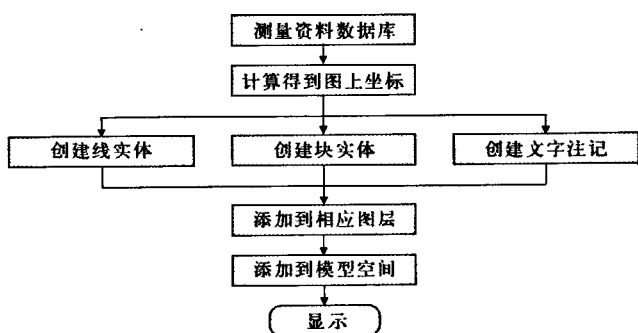 测量资料数据库
计算得到图上坐标
创建线实体
创建块实体
创建文字注记
添加到相应图层
添加到模型空间
显示